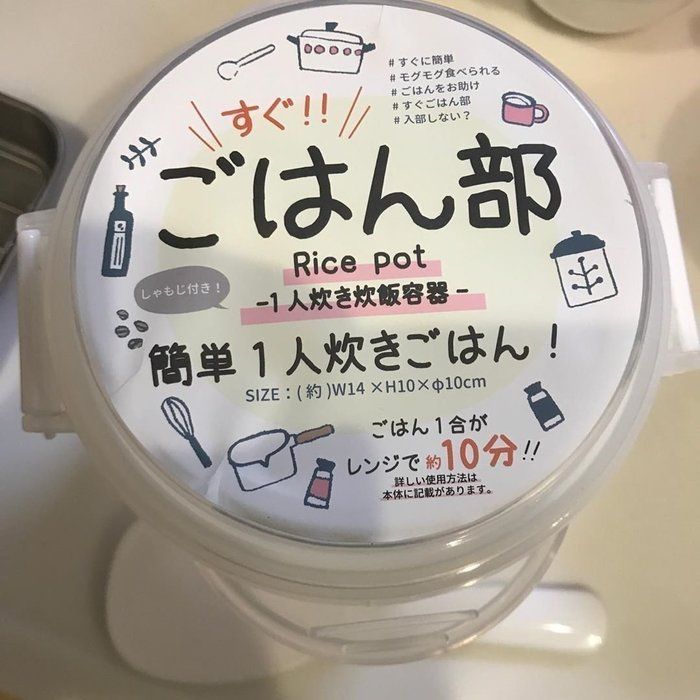 #すぐに簡単
#モグモグ食べられる
#ごはんをお助け
#すぐごはん部
#入部しない？
すぐ!!
ごはん部
Rice pot
-1人炊き炊飯容器-
しゃもじ付き！
簡単1人炊きごはん！
SIZE：(約)W14×H10×φ10cm
ごはん1合が
レンジで約10分!!
詳しい使用方法は
本体に記載があります。